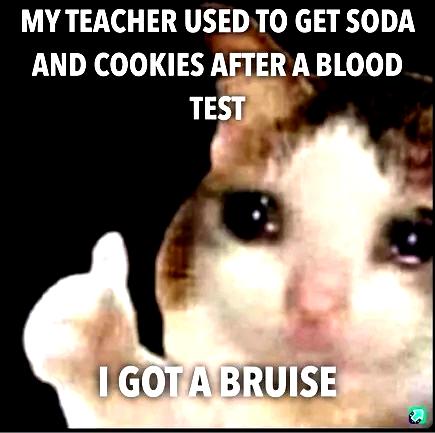 MY TEACHER USED TO GET SODA
AND COOKIES AFTER A BLOOD
TEST
I GOT A BRUISE